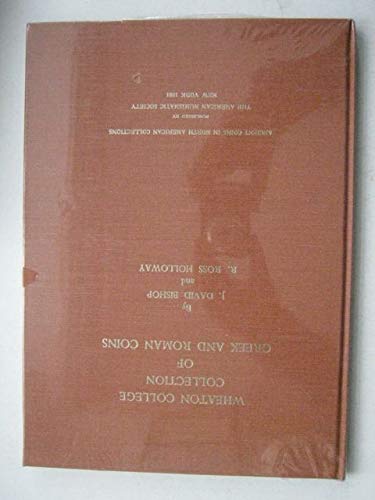 WHEATON COLLEGE
COLLECTION
OF
GREEK AND ROMAN COINS
By
J. DAVID BISHOP
and
R. ROSS HOLLOWAY
ANCIENT COINS IN NORTH AMERICAN COLLECTIONS
PUBLISHED BY
THE AMERICAN NUMISMATIC SOCIETY
NEW YORK 1981